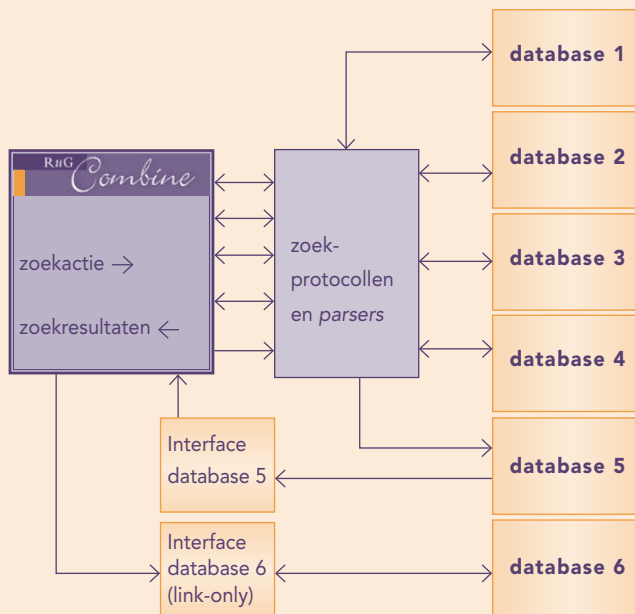 database 1
database 2
database 3
database 4
database 5
database 6
RuG
Combine
zoekactie →
zoekresultaten ←
zoek-
protocollen
en parsers
Interface
database 5
Interface
database 6
(link-only)